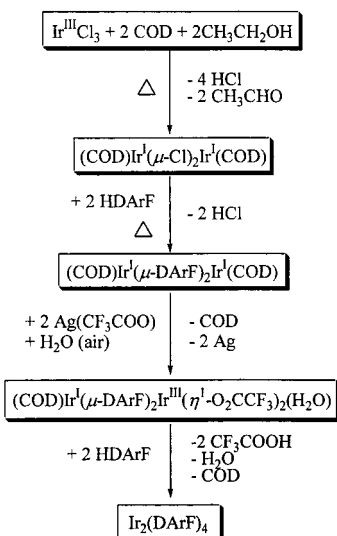 Ir^III Cl₃ + 2 COD + 2CH₃CH₂OH
△
- 4 HCl
- 2 CH₃CHO
(COD)Ir^I(μ-Cl)₂Ir^I(COD)
+ 2 HDArF
△
- 2 HCl
(COD)Ir^I(μ-DArF)₂Ir^I(COD)
+ 2 Ag(CF₃COO)
+ H₂O (air)
- COD
- 2 Ag
(COD)Ir^I(μ-DArF)₂Ir^III(η¹-O₂CCF₃)₂(H₂O)
+ 2 HDArF
-2 CF₃COOH
- H₂O
- COD
Ir₂(DArF)₄